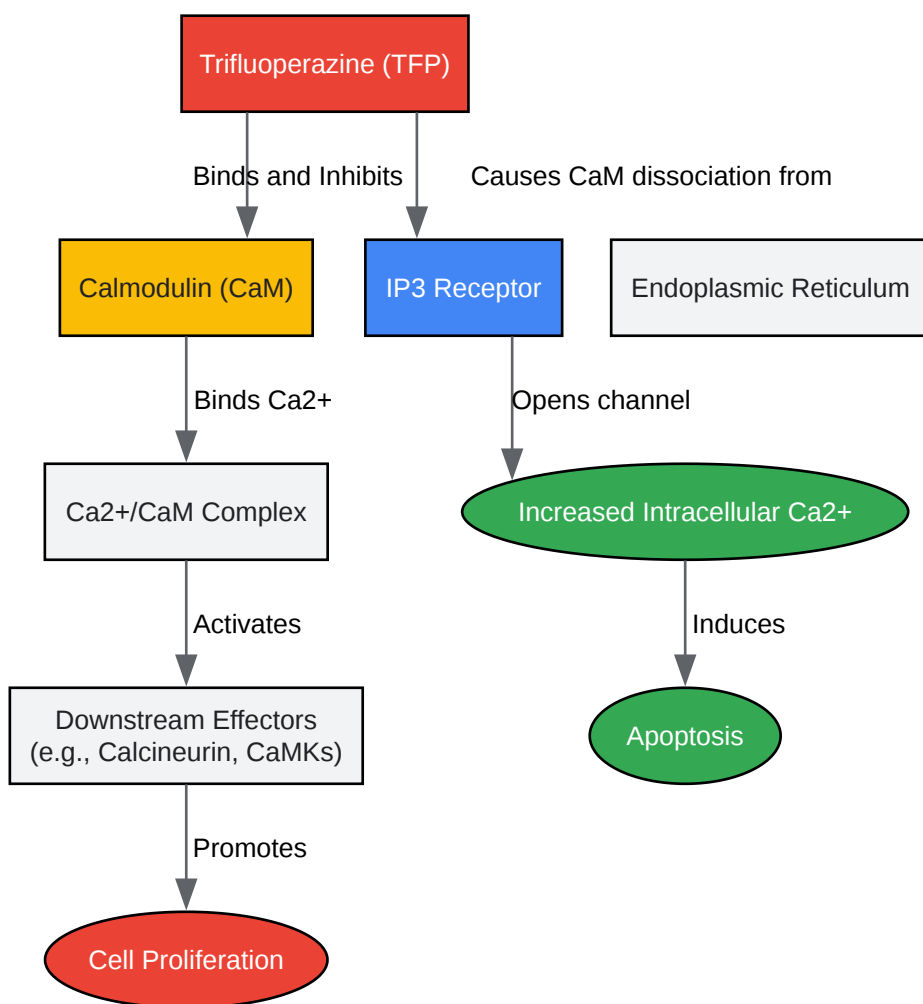 Trifluoperazine (TFP)
Binds and Inhibits
Causes CaM dissociation from
Calmodulin (CaM)
IP3 Receptor
Endoplasmic Reticulum
Binds Ca2+
Opens channel
Ca2+/CaM Complex
Increased Intracellular Ca2+
Activates
Induces
Downstream Effectors
(e.g., Calcineurin, CaMKs)
Apoptosis
Promotes
Cell Proliferation